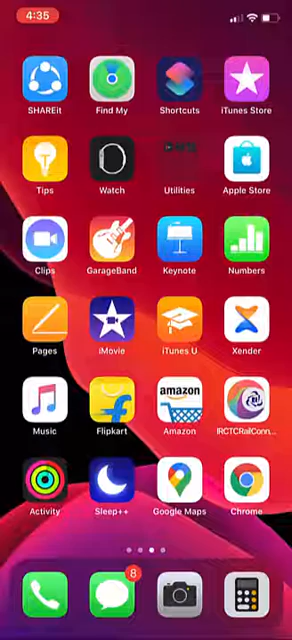 4:35
SHAREit Find My Shortcuts iTunes Store
Tips Watch Utilities Apple Store
Clips GarageBand Keynote Numbers
Pages iMovie iTunes U Xender
amazon
Music Flipkart Amazon IRCTCRailConn...
Activity Sleep++ Google Maps Chrome
8